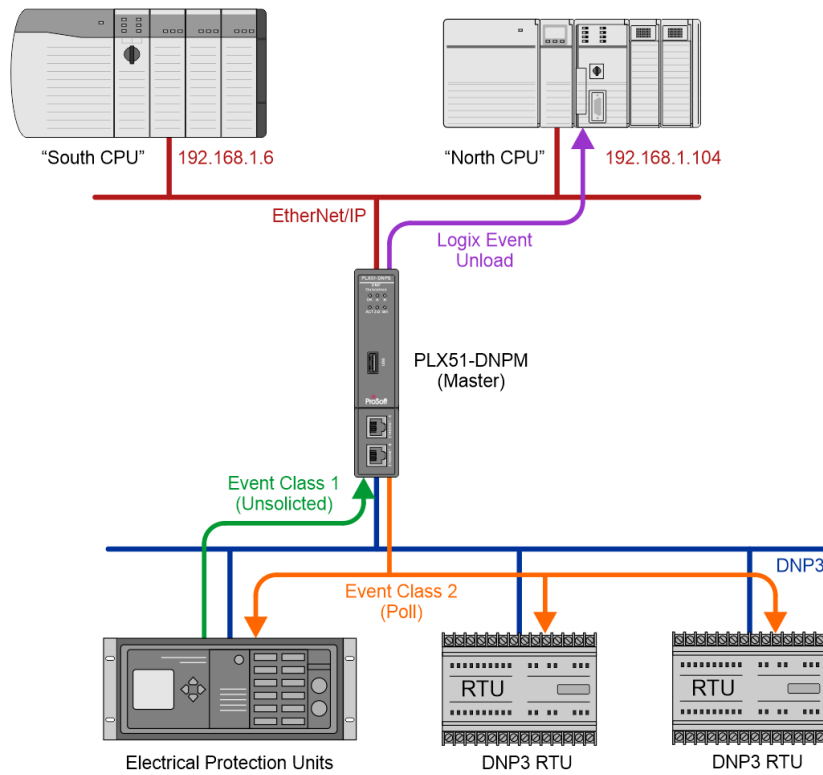 "South CPU" 192.168.1.6
"North CPU" 192.168.1.104
EtherNet/IP
Logix Event
Unload
PLX51-DNPM
(Master)
ProSoft
Event Class 1
(Unsolicted)
DNP3
Event Class 2
(Poll)
RTU
RTU
Electrical Protection Units
DNP3 RTU
DNP3 RTU